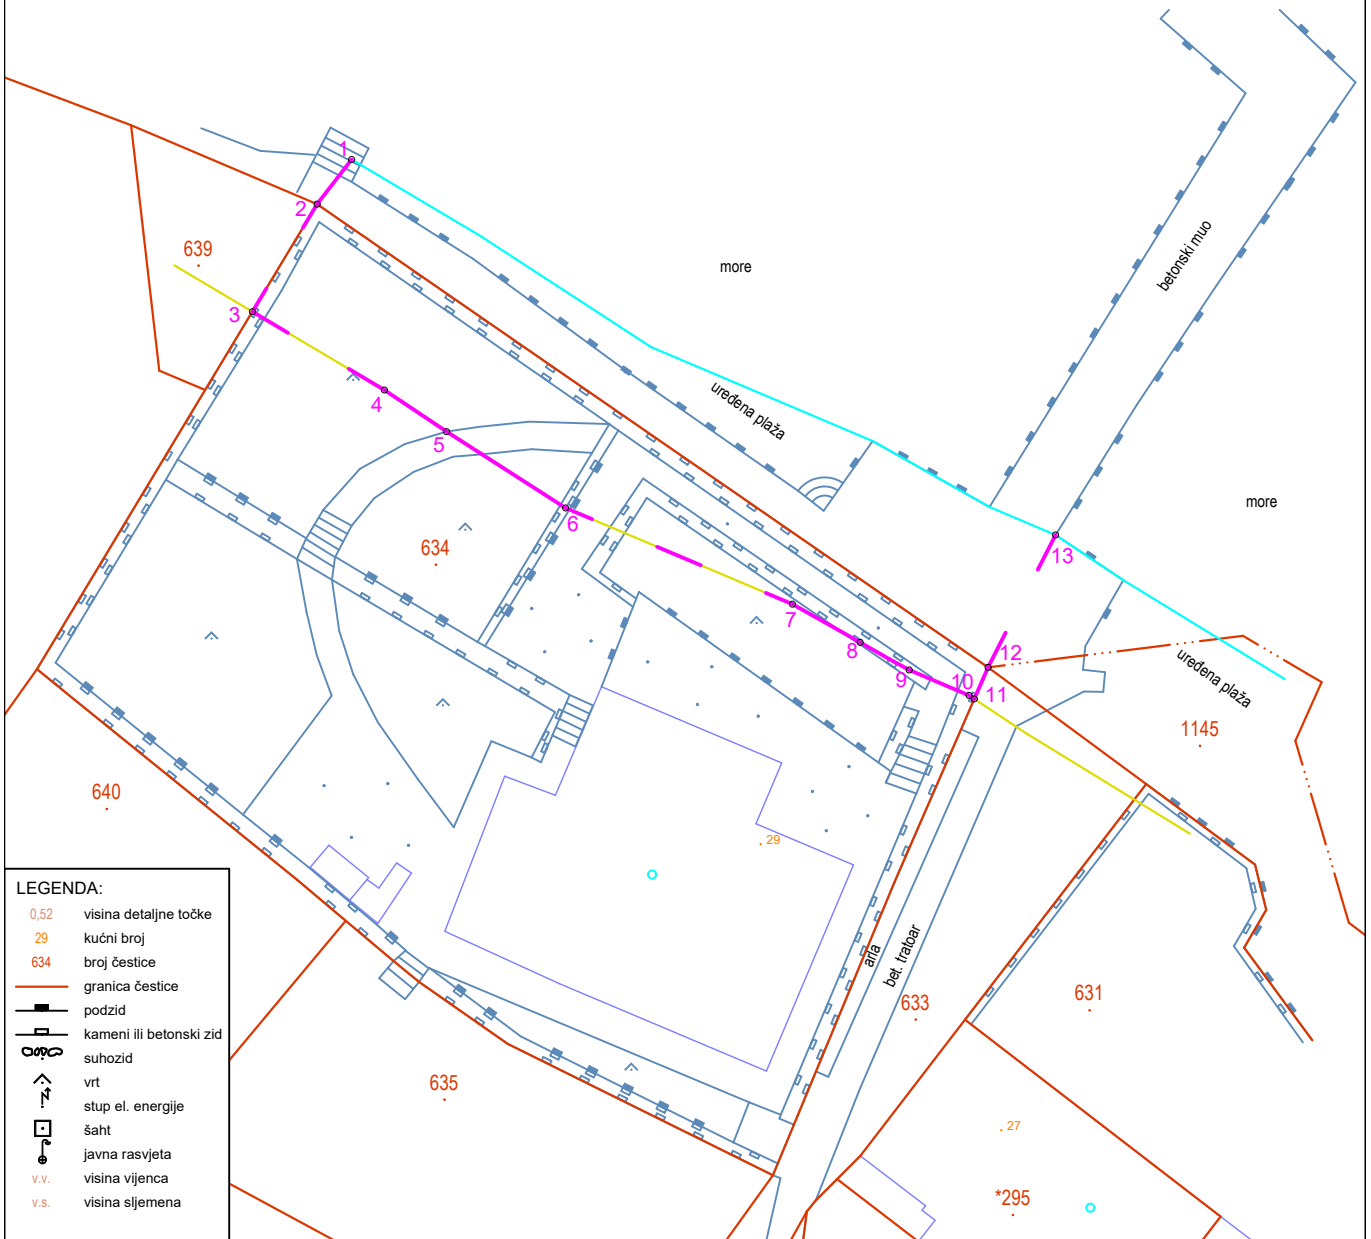 1
2
639
betonski muo
more
3
4
uređena plaža
5
more
6
634
13
7
8
12
9
10
11
uređena plaža
1145
640
29
LEGENDA:
0,52 visina detaljne točke
29 kućni broj
634 broj čestice
granica čestice
podzid
kameni ili betonski zid
suhozid
vrt
stup el. energije
šaht
javna rasvjeta
v.v. visina vijenca
v.s. visina sljemena
arla
bet. tratoar
633
631
635
27
*295